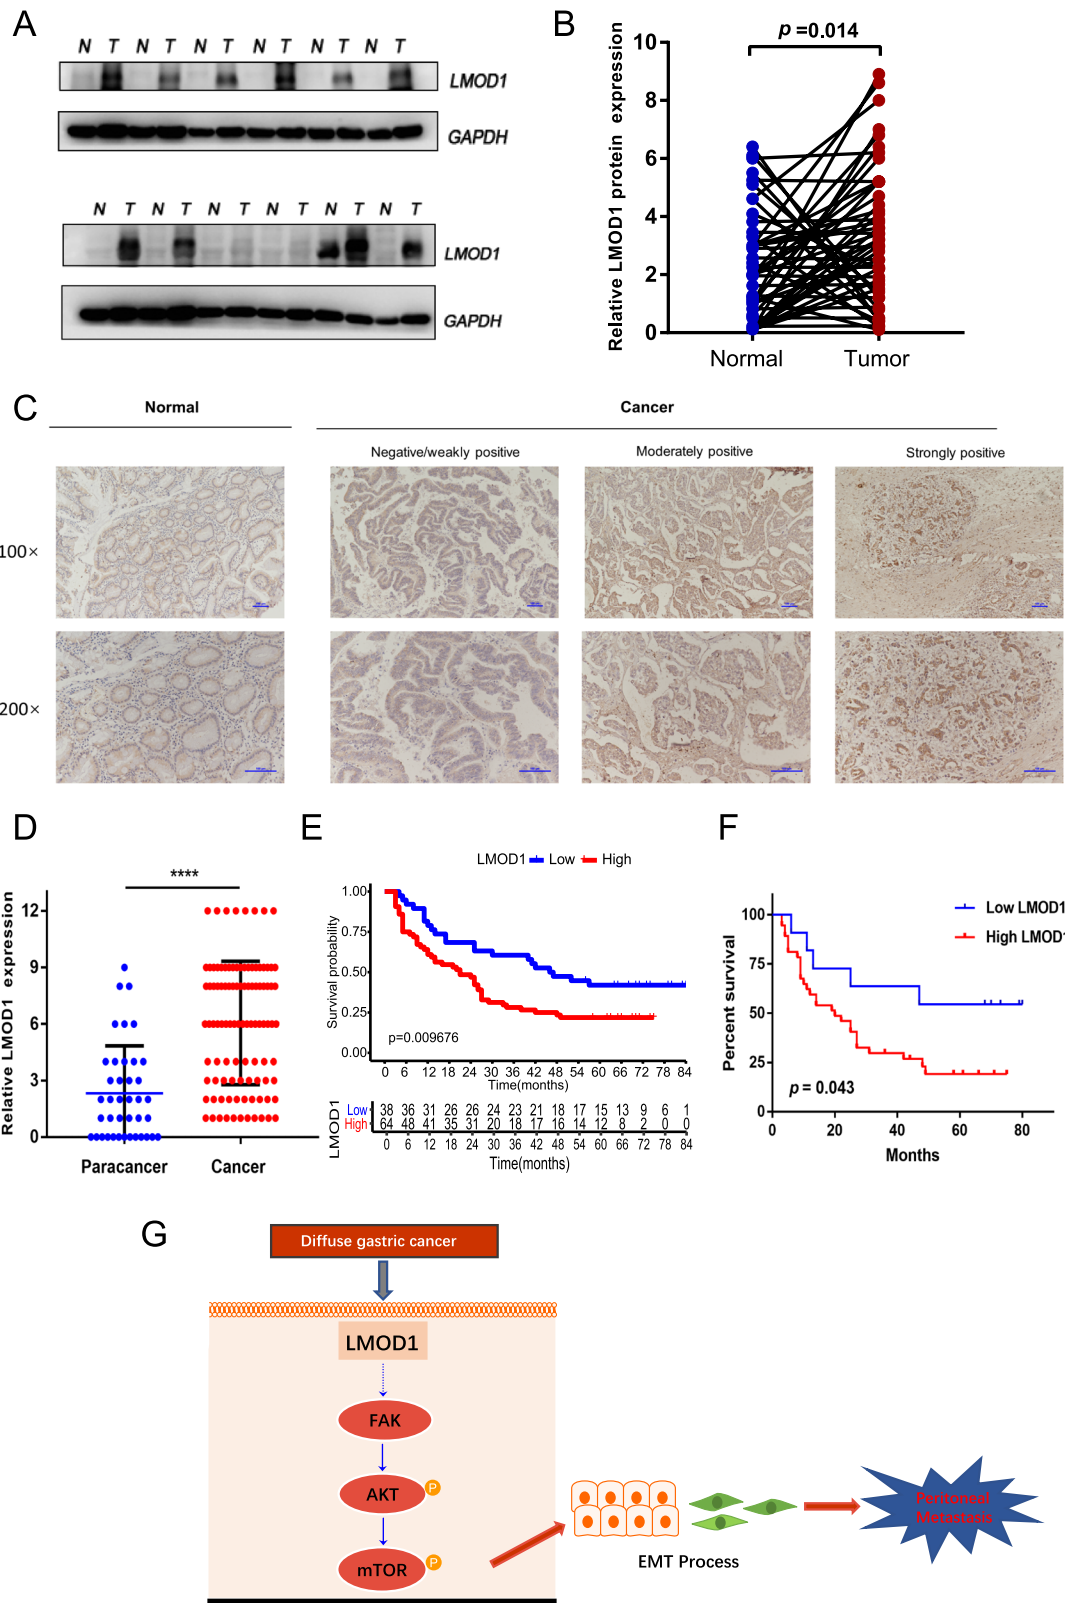 A
N T N T N T N T N T N T
LMOD1
GAPDH
N T N T N T N T N T N T
LMOD1
GAPDH
B
p =0.014
Relative LMOD1 protein expression
10
8
6
4
2
0
Normal Tumor
C
Normal
Cancer
Negative/weakly positive
Moderately positive
Strongly positive
100×
200×
D
****
Relative LMOD1 expression
12
9
6
3
0
Paracancer Cancer
E
LMOD1 Low High
Survival probability
1.00
0.75
0.50
0.25
0.00
p=0.009676
0 6 12 18 24 30 36 42 48 54 60 66 72 78 84
Time(months)
LMOD1
Low 38 36 31 26 26 24 23 21 18 17 15 13 9 6 1
High 64 48 41 35 31 20 18 17 16 14 12 8 2 0 0
0 6 12 18 24 30 36 42 48 54 60 66 72 78 84
Time(months)
F
Low LMOD1
High LMOD1
Percent survival
100
75
50
25
0
p = 0.043
0 20 40 60 80
Months
G
Diffuse gastric cancer
LMOD1
FAK
AKT P
mTOR P
EMT Process
Peritoneal
Metastasis